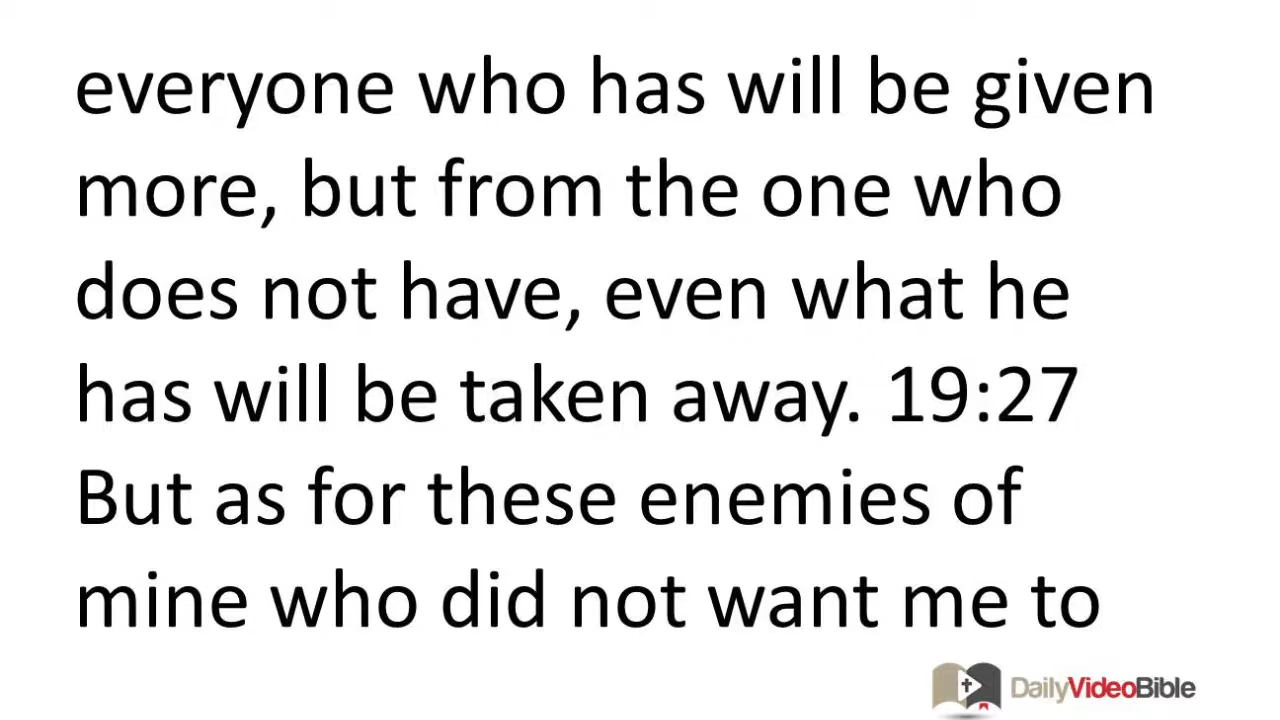 everyone who has will be given
more, but from the one who
does not have, even what he
has will be taken away. 19:27
But as for these enemies of
mine who did not want me to
DailyVideoBible